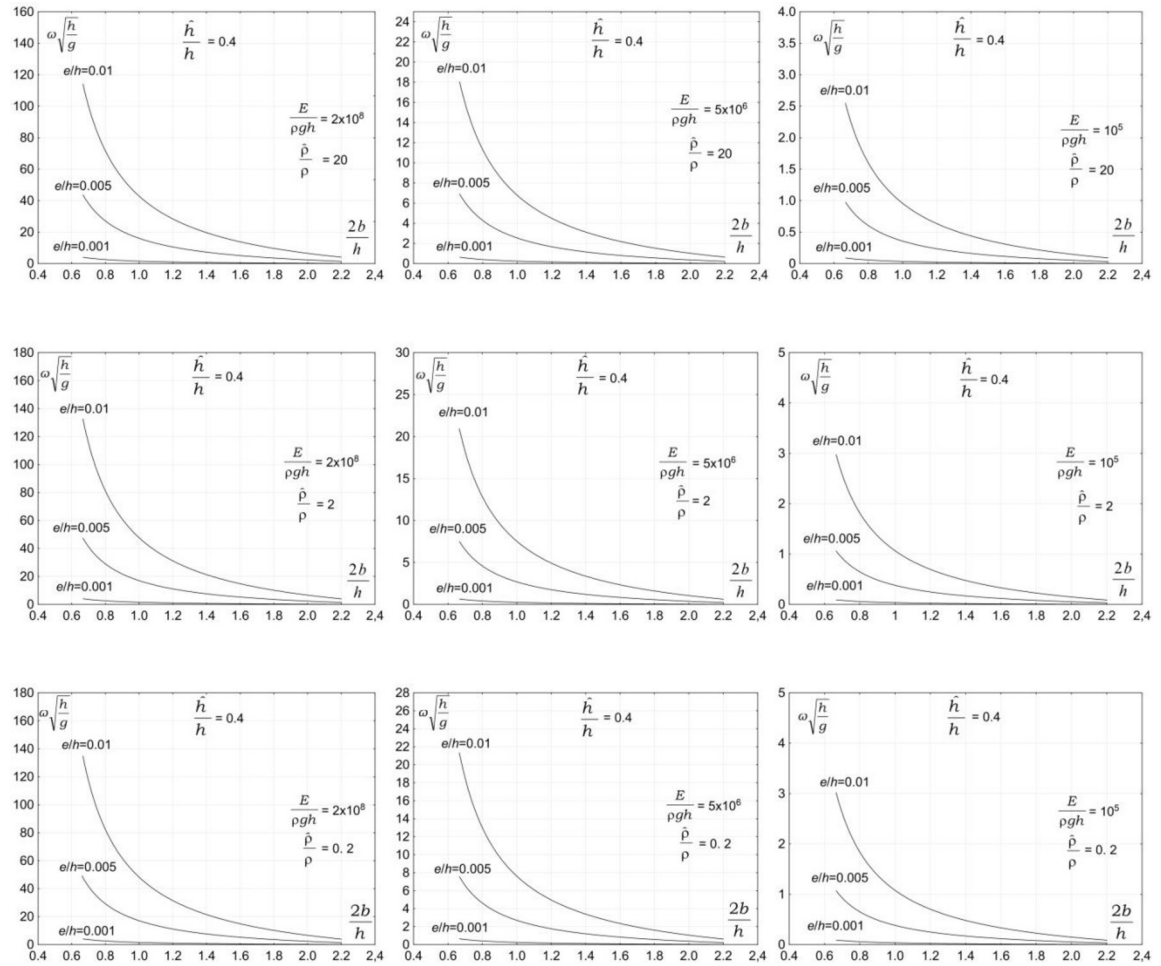 160
140
120
100
80
60
40
20
0
ω√(h/g)
ĥ/h = 0.4
e/h=0.01
E/ρgh = 2x10⁸
ρ̂/ρ = 20
e/h=0.005
e/h=0.001
2b/h
0.4 0.6 0.8 1.0 1.2 1.4 1.6 1.8 2.0 2.2 2,4
24
22
20
18
16
14
12
10
8
6
4
2
0
ω√(h/g)
ĥ/h = 0.4
e/h=0.01
E/ρgh = 5x10⁶
ρ̂/ρ = 20
e/h=0.005
e/h=0.001
2b/h
0.4 0.6 0.8 1.0 1.2 1.4 1.6 1.8 2.0 2.2 2,4
4.0
3.5
3.0
2.5
2.0
1.5
1.0
0.5
0
ω√(h/g)
ĥ/h = 0.4
e/h=0.01
E/ρgh = 10⁵
ρ̂/ρ = 20
e/h=0.005
e/h=0.001
2b/h
0.4 0.6 0.8 1.0 1.2 1.4 1.6 1.8 2.0 2.2 2,4
180
160
140
120
100
80
60
40
20
0
ω√(h/g)
ĥ/h = 0.4
e/h=0.01
E/ρgh = 2x10⁸
ρ̂/ρ = 2
e/h=0.005
e/h=0.001
2b/h
0.4 0.6 0.8 1.0 1.2 1.4 1.6 1.8 2.0 2.2 2,4
30
25
20
15
10
5
0
ω√(h/g)
ĥ/h = 0.4
e/h=0.01
E/ρgh = 5x10⁶
ρ̂/ρ = 2
e/h=0.005
e/h=0.001
2b/h
0.4 0.6 0.8 1.0 1.2 1.4 1.6 1.8 2.0 2.2 2,4
5
4
3
2
1
0
ω√(h/g)
ĥ/h = 0.4
e/h=0.01
E/ρgh = 10⁵
ρ̂/ρ = 2
e/h=0.005
e/h=0.001
2b/h
0.4 0.6 0.8 1.0 1.2 1.4 1.6 1.8 2.0 2.2 2,4
180
160
140
120
100
80
60
40
20
0
ω√(h/g)
ĥ/h = 0.4
e/h=0.01
E/ρgh = 2x10⁸
ρ̂/ρ = 0. 2
e/h=0.005
e/h=0.001
2b/h
0.4 0.6 0.8 1.0 1.2 1.4 1.6 1.8 2.0 2.2 2,4
28
26
24
22
20
18
16
14
12
10
8
6
4
2
0
ω√(h/g)
ĥ/h = 0.4
e/h=0.01
E/ρgh = 5x10⁶
ρ̂/ρ = 0. 2
e/h=0.005
e/h=0.001
2b/h
0.4 0.6 0.8 1.0 1.2 1.4 1.6 1.8 2.0 2.2 2,4
5
4
3
2
1
0
ω√(h/g)
ĥ/h = 0.4
e/h=0.01
E/ρgh = 10⁵
ρ̂/ρ = 0. 2
e/h=0.005
e/h=0.001
2b/h
0.4 0.6 0.8 1.0 1.2 1.4 1.6 1.8 2.0 2.2 2,4